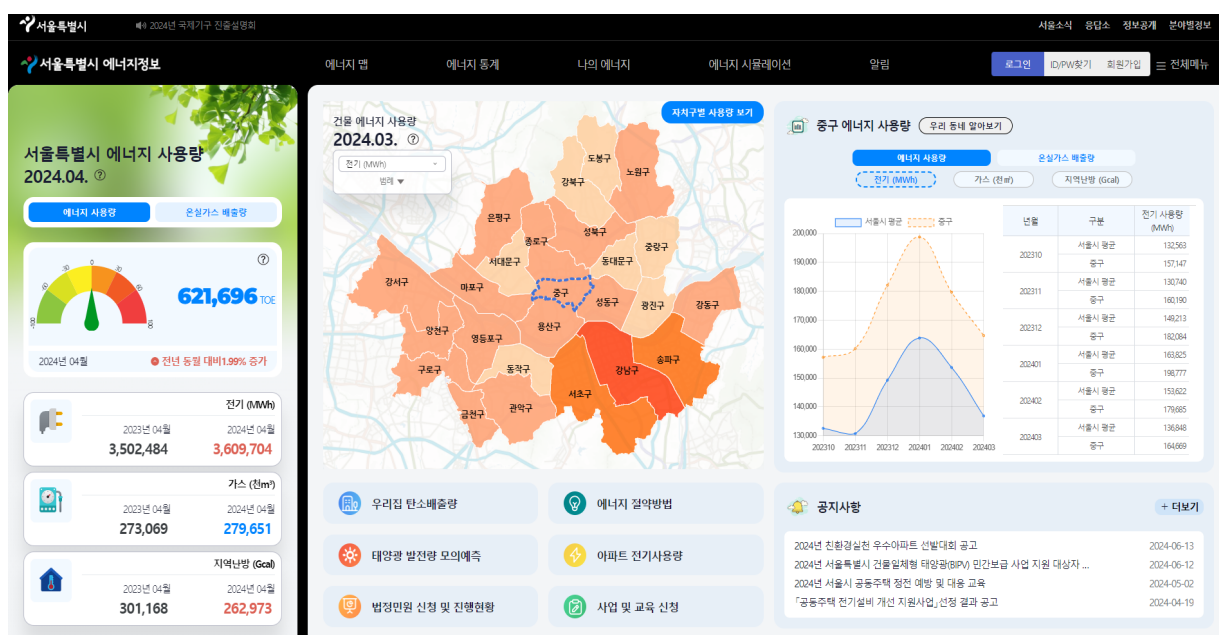 서울특별시
2024년 국제기구 진출설명회
서울소식 응답소 정보공개 분야별정보
서울특별시 에너지정보
에너지 맵 에너지 통계 나의 에너지 에너지 시뮬레이션 알림
로그인 ID/PW찾기 회원가입 전체메뉴
서울특별시 에너지 사용량
2024.04. ?
에너지 사용량 온실가스 배출량
?
0
621,696 TOE
2024년 04월 전년 동월 대비1.99% 증가
전기 (MWh)
2023년 04월 2024년 04월
3,502,484 3,609,704
가스 (천m³)
2023년 04월 2024년 04월
273,069 279,651
지역난방 (Gcal)
2023년 04월 2024년 04월
301,168 262,973
건물 에너지 사용량
2024.03. ?
자치구별 사용량 보기
전기 (MWh)
범례 ▼
도봉구
노원구
강북구
은평구
성북구
종로구
중랑구
서대문구
동대문구
강서구
마포구
중구
성동구
광진구
강동구
용산구
양천구
영등포구
송파구
구로구
동작구
강남구
서초구
금천구
관악구
우리집 탄소배출량
에너지 절약방법
태양광 발전량 모의예측
아파트 전기사용량
법정민원 신청 및 진행현황
사업 및 교육 신청
중구 에너지 사용량 우리 동네 알아보기
에너지 사용량 온실가스 배출량
전기 (MWh) 가스 (천㎥) 지역난방 (Gcal)
서울시 평균 중구
200,000
190,000
180,000
170,000
160,000
150,000
140,000
130,000
202310 202311 202312 202401 202402 202403
년월 구분 전기 사용량
(MWh)
202310 서울시 평균 132,563
중구 157,147
202311 서울시 평균 130,740
중구 160,190
202312 서울시 평균 149,213
중구 182,084
202401 서울시 평균 163,825
중구 198,777
202402 서울시 평균 153,622
중구 179,685
202403 서울시 평균 136,848
중구 164,669
공지사항 + 더보기
2024년 친환경실천 우수아파트 선발대회 공고 2024-06-13
2024년 서울특별시 건물일체형 태양광(BIPV) 민간보급 사업 지원 대상자 ... 2024-06-12
2024년 서울시 공동주택 정전 예방 및 대응 교육 2024-05-02
「공동주택 전기설비 개선 지원사업」선정 결과 공고 2024-04-19